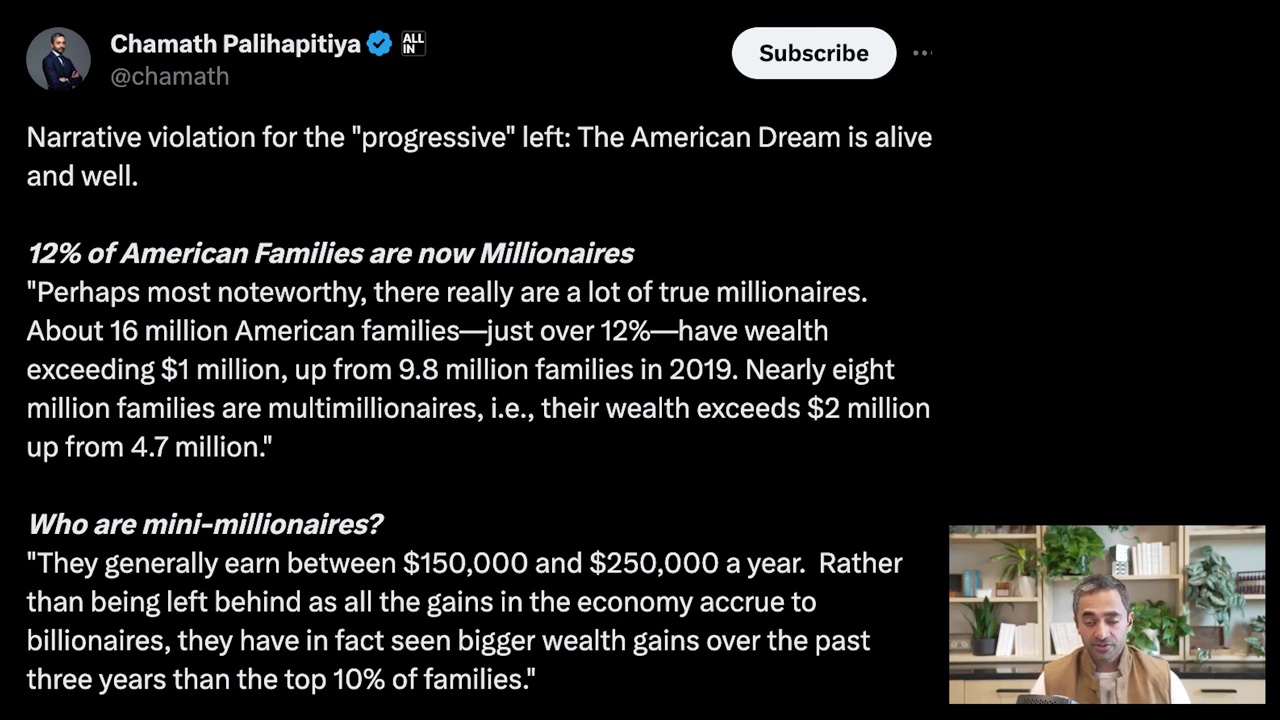 Chamath Palihapitiya ALL IN
@chamath
Subscribe
Narrative violation for the "progressive" left: The American Dream is alive
and well.
12% of American Families are now Millionaires
"Perhaps most noteworthy, there really are a lot of true millionaires.
About 16 million American families—just over 12%—have wealth
exceeding $1 million, up from 9.8 million families in 2019. Nearly eight
million families are multimillionaires, i.e., their wealth exceeds $2 million
up from 4.7 million."
Who are mini-millionaires?
"They generally earn between $150,000 and $250,000 a year.  Rather
than being left behind as all the gains in the economy accrue to
billionaires, they have in fact seen bigger wealth gains over the past
three years than the top 10% of families."